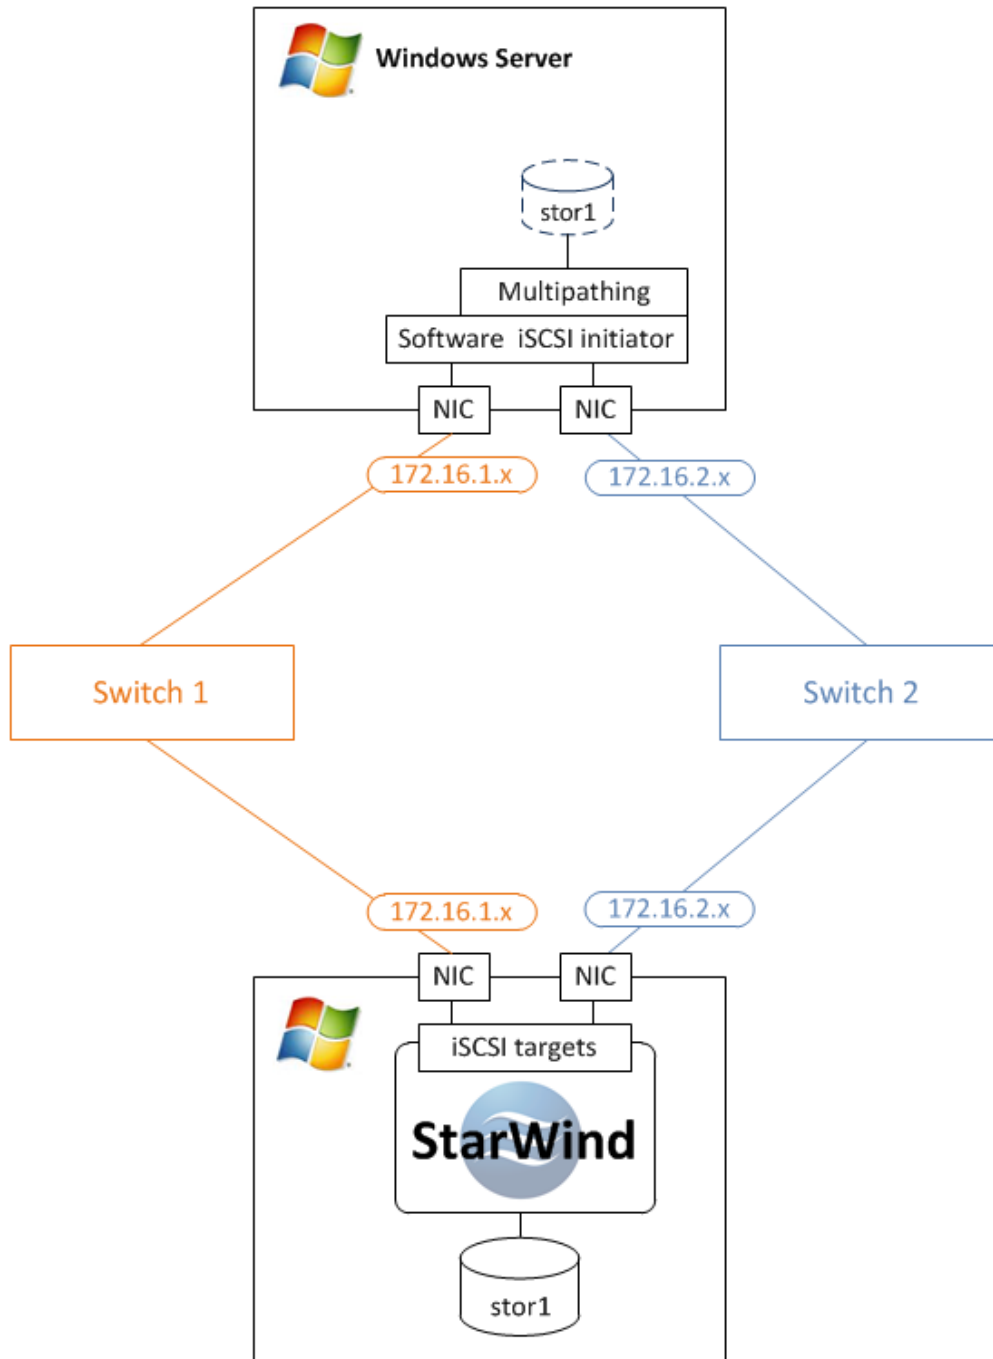 Windows Server
stor1
Multipathing
Software iSCSI initiator
NIC NIC
172.16.1.x 172.16.2.x
Switch 1 Switch 2
172.16.1.x 172.16.2.x
NIC NIC
iSCSI targets
StarWind
stor1